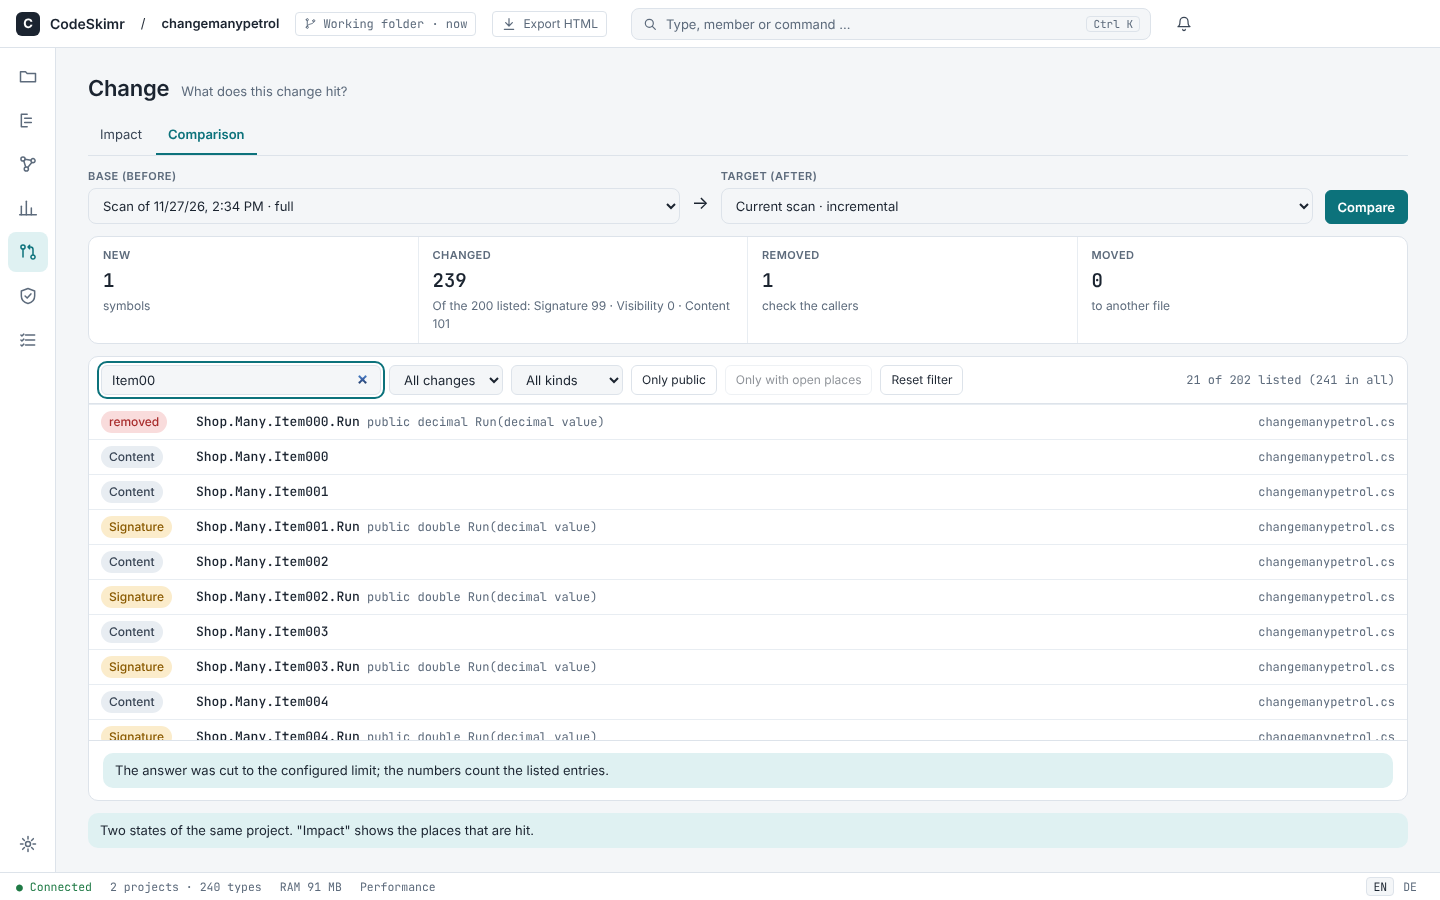 C CodeSkimr / changemanypetrol Working folder · now Export HTML Type, member or command ... Ctrl K
Change What does this change hit?
Impact Comparison
BASE (BEFORE)
Scan of 11/27/26, 2:34 PM · full
→
TARGET (AFTER)
Current scan · incremental
Compare
NEW
1
symbols
CHANGED
239
Of the 200 listed: Signature 99 · Visibility 0 · Content
101
REMOVED
1
check the callers
MOVED
0
to another file
Item00 ✕ All changes All kinds Only public Only with open places Reset filter 21 of 202 listed (241 in all)
removed Shop.Many.Item000.Run public decimal Run(decimal value) changemanypetrol.cs
Content Shop.Many.Item000 changemanypetrol.cs
Content Shop.Many.Item001 changemanypetrol.cs
Signature Shop.Many.Item001.Run public double Run(decimal value) changemanypetrol.cs
Content Shop.Many.Item002 changemanypetrol.cs
Signature Shop.Many.Item002.Run public double Run(decimal value) changemanypetrol.cs
Content Shop.Many.Item003 changemanypetrol.cs
Signature Shop.Many.Item003.Run public double Run(decimal value) changemanypetrol.cs
Content Shop.Many.Item004 changemanypetrol.cs
Signature Shop.Many.Item004.Run public double Run(decimal value) changemanypetrol.cs
The answer was cut to the configured limit; the numbers count the listed entries.
Two states of the same project. "Impact" shows the places that are hit.
● Connected 2 projects · 240 types RAM 91 MB Performance EN DE